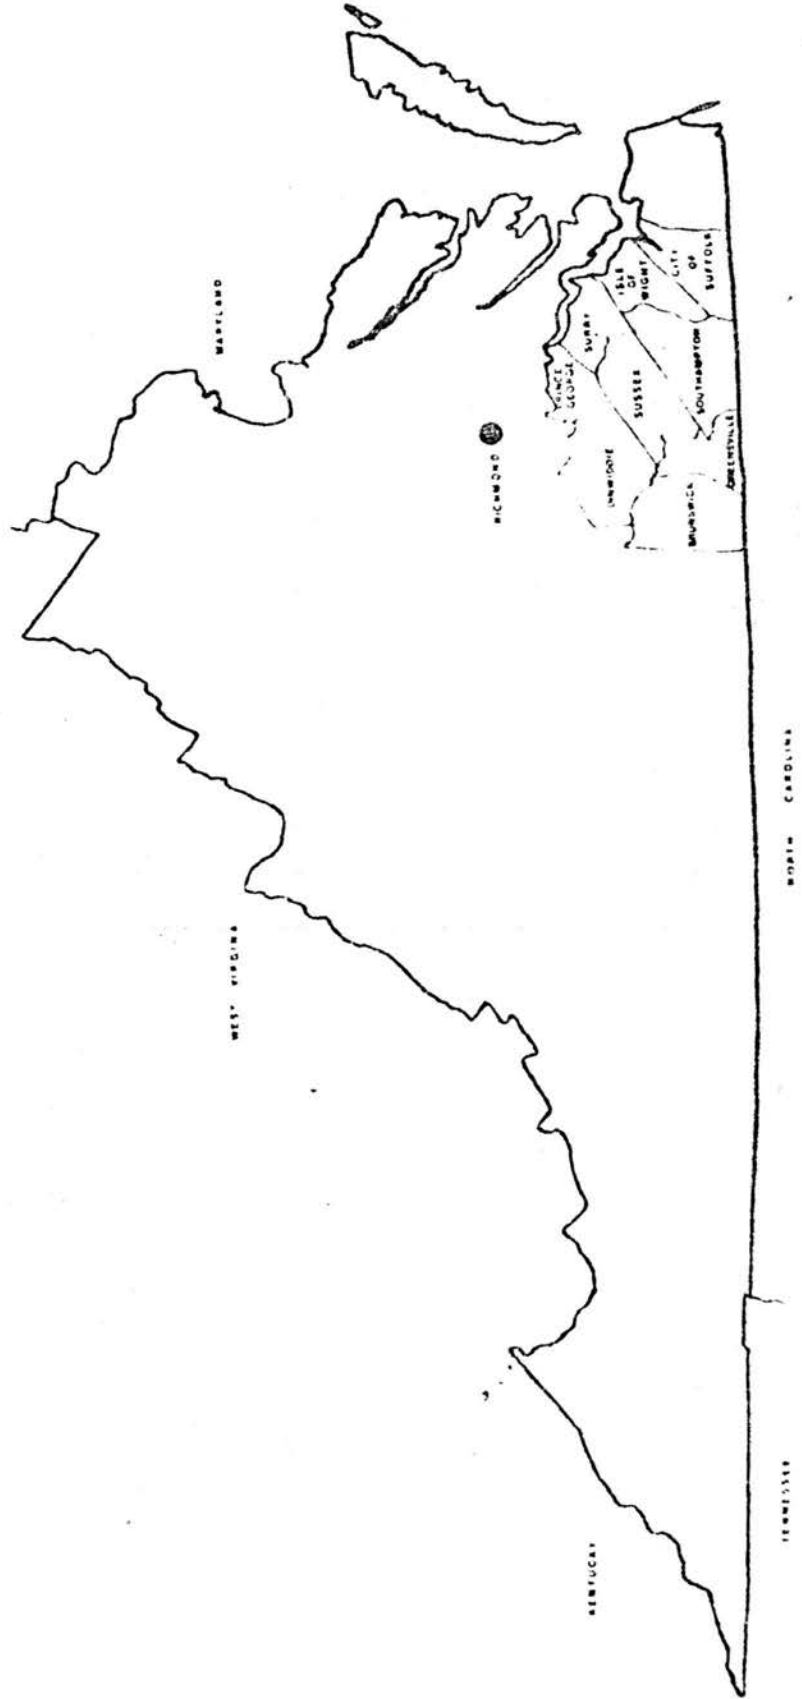 MARYLAND
WEST VIRGINIA
RICHMOND
KENTUCKY
PRINCE
GEORGE
SURRY
ISLE
OF
WIGHT
DINWIDDIE
SUSSEX
CITY
OF
SUFFOLK
BRUNSWICK
GREENSVILLE
SOUTHAMPTON
TENNESSEE
NORTH CAROLINA